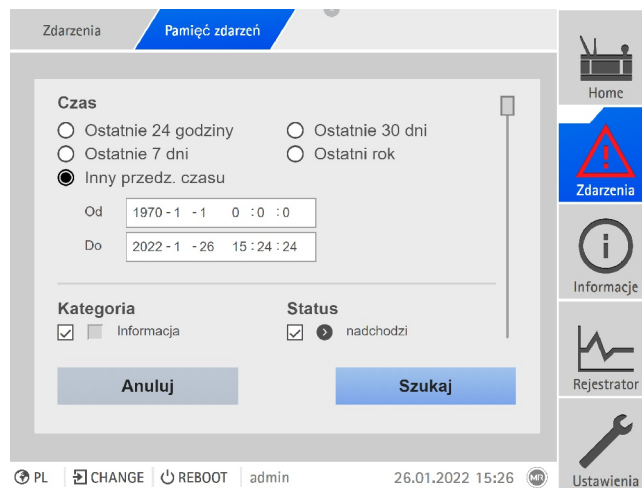 Zdarzenia
Pamięć zdarzeń
Czas
Ostatnie 24 godziny
Ostatnie 30 dni
Ostatnie 7 dni
Ostatni rok
Inny przedz. czasu
Od 1970 - 1 - 1 0 : 0 : 0
Do 2022 - 1 - 26 15 : 24 : 24
Kategoria
Status
Informacja
nadchodzi
Anuluj
Szukaj
Home
Zdarzenia
Informacje
Rejestrator
Ustawienia
PL CHANGE REBOOT admin 26.01.2022 15:26 MR